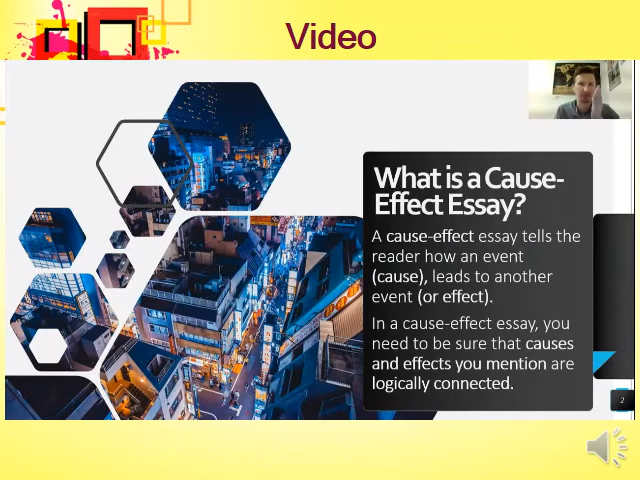 Video
What is a Cause-
Effect Essay?
A cause-effect essay tells the
reader how an event
(cause), leads to another
event (or effect).
In a cause-effect essay, you
need to be sure that causes
and effects you mention are
logically connected.
2